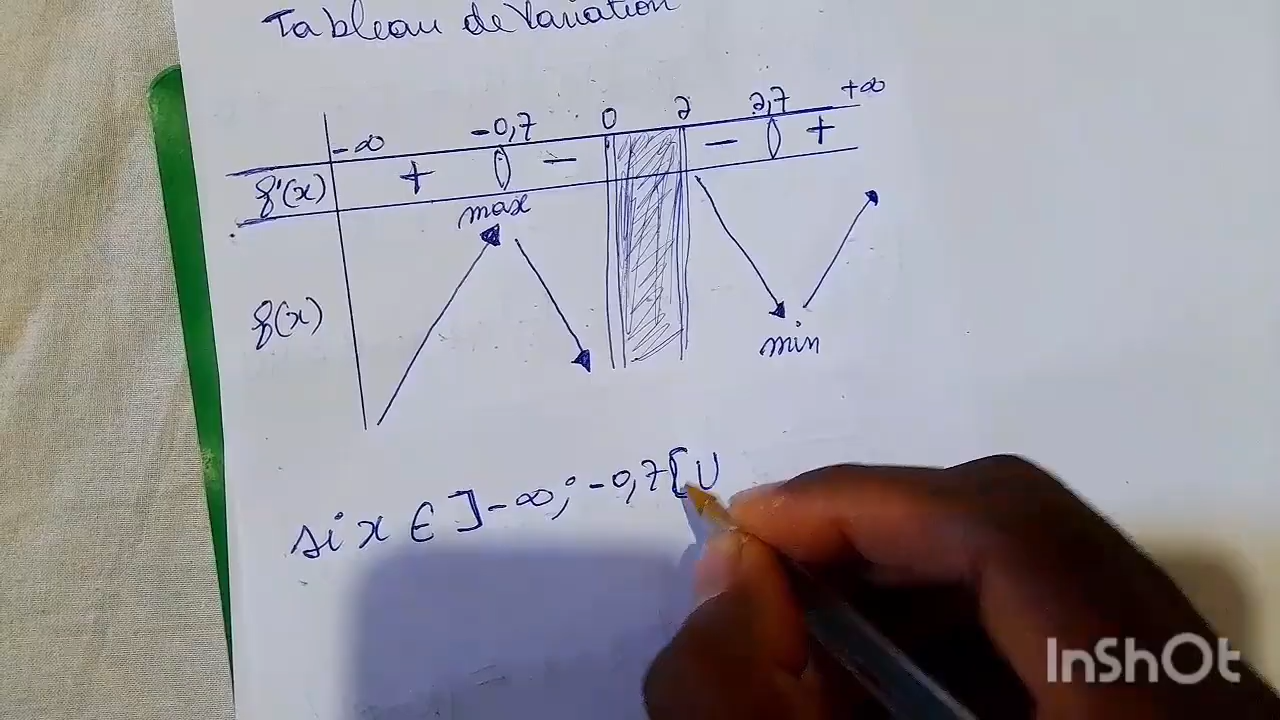 Tableau de Variation
-∞ -0,7 0 2 2,7 +∞
f'(x) + 0 - - 0 +
max
f(x)
min
si x ∈ ]-∞; -0,7[ U
InShOt